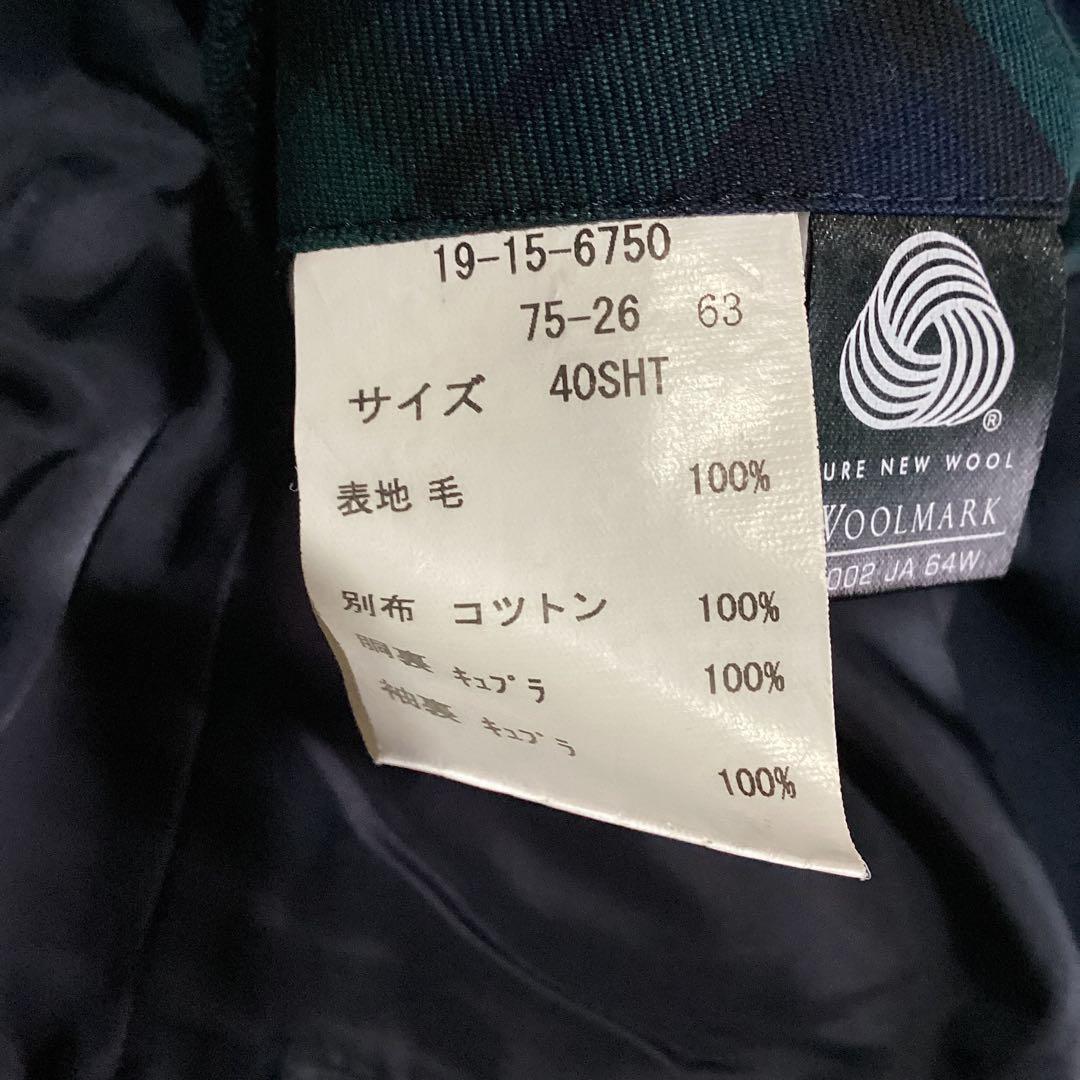 19-15-6750
75-26 63
サイズ 40SHT
表地 毛 100%
別布 コットン 100%
胴裏 キュプラ 100%
袖裏 キュプラ
100%
®
URE NEW WOOL
WOOLMARK
002 JA 64W